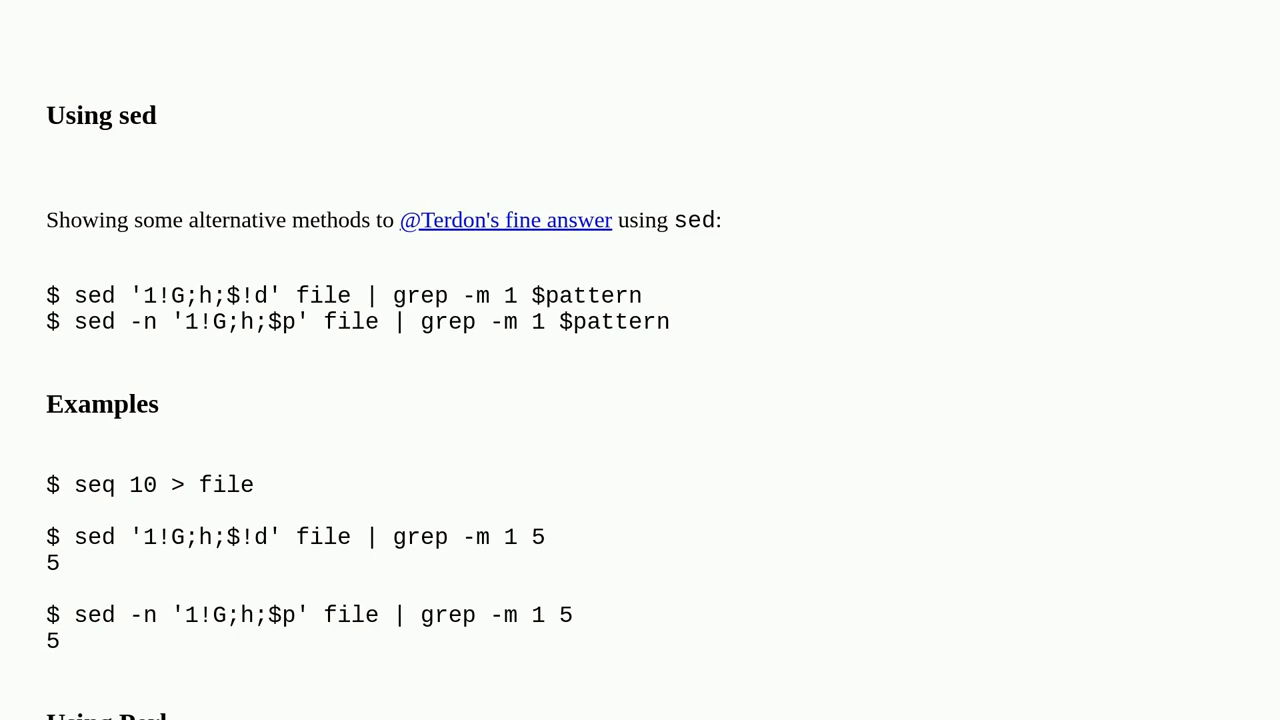 Using sed
Showing some alternative methods to @Terdon's fine answer using sed:
$ sed '1!G;h;$!d' file | grep -m 1 $pattern
$ sed -n '1!G;h;$p' file | grep -m 1 $pattern
Examples
$ seq 10 > file
$ sed '1!G;h;$!d' file | grep -m 1 5
5
$ sed -n '1!G;h;$p' file | grep -m 1 5
5
Using Perl